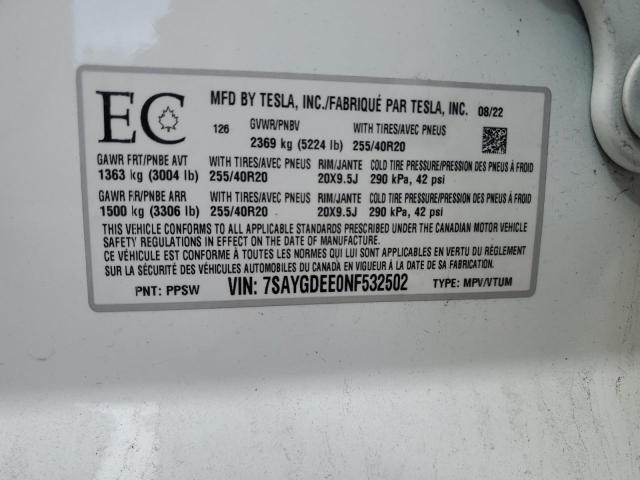 EC MFD BY TESLA, INC./FABRIQUÉ PAR TESLA, INC. 08/22
126 GVWR/PNBV WITH TIRES/AVEC PNEUS
2369 kg (5224 lb) 255/40R20
GAWR FRT/PNBE AVT WITH TIRES/AVEC PNEUS RIM/JANTE COLD TIRE PRESSURE/PRESSION DES PNEUS À FROID
1363 kg (3004 lb) 255/40R20 20X9.5J 290 kPa, 42 psi
GAWR RR/PNBE ARR WITH TIRES/AVEC PNEUS RIM/JANTE COLD TIRE PRESSURE/PRESSION DES PNEUS À FROID
1500 kg (3306 lb) 255/40R20 20X9.5J 290 kPa, 42 psi
THIS VEHICLE CONFORMS TO ALL APPLICABLE STANDARDS PRESCRIBED UNDER THE CANADIAN MOTOR VEHICLE
SAFETY REGULATIONS IN EFFECT ON THE DATE OF MANUFACTURE.
CE VÉHICULE EST CONFORME À TOUTES LES NORMES QUI LUI SONT APPLICABLES EN VERTU DU RÈGLEMENT
SUR LA SÉCURITÉ DES VÉHICULES AUTOMOBILES DU CANADA EN VIGUEUR À LA DATE DE SA FABRICATION.
PNT: PPSW VIN: 7SAYGDEE0NF532502 TYPE: MPV/VTUM